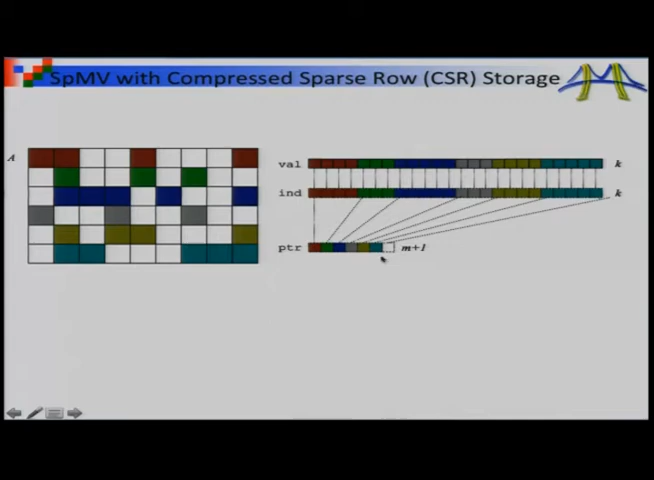 SpMV with Compressed Sparse Row (CSR) Storage
A
val k
ind k
ptr m+1